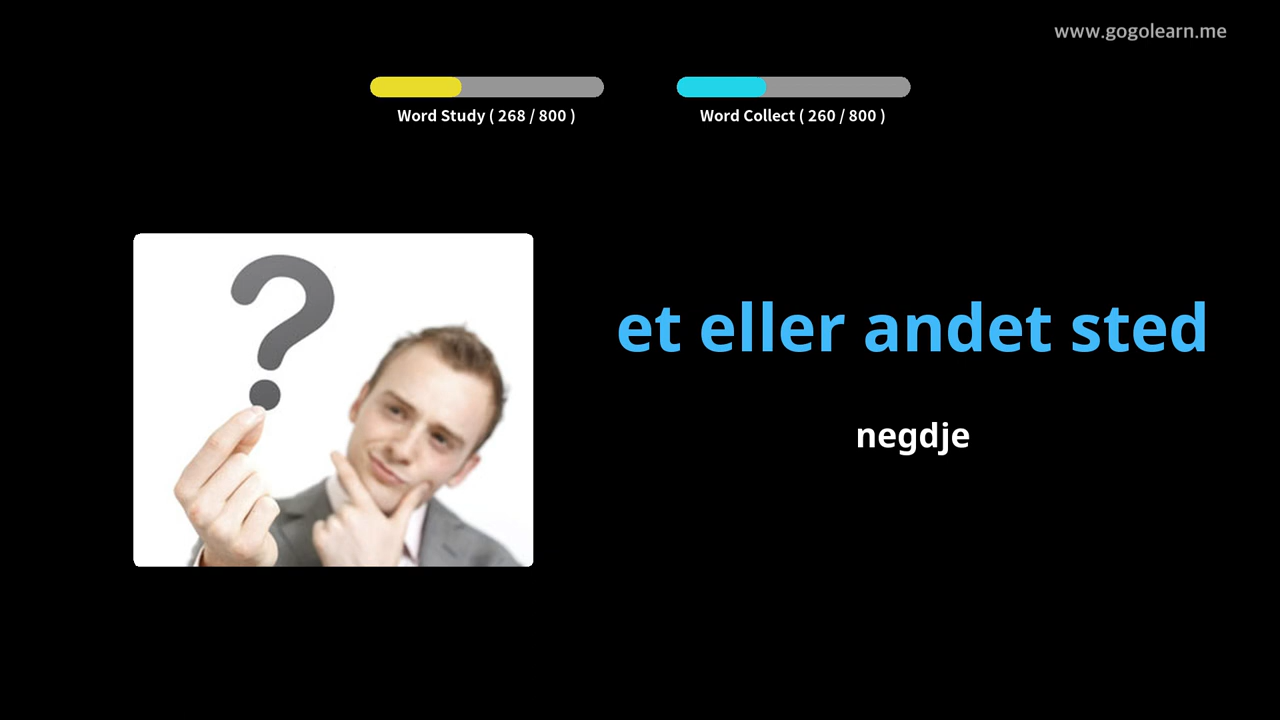 www.gogolearn.me
Word Study ( 268 / 800 )
Word Collect ( 260 / 800 )
et eller andet sted
negdje